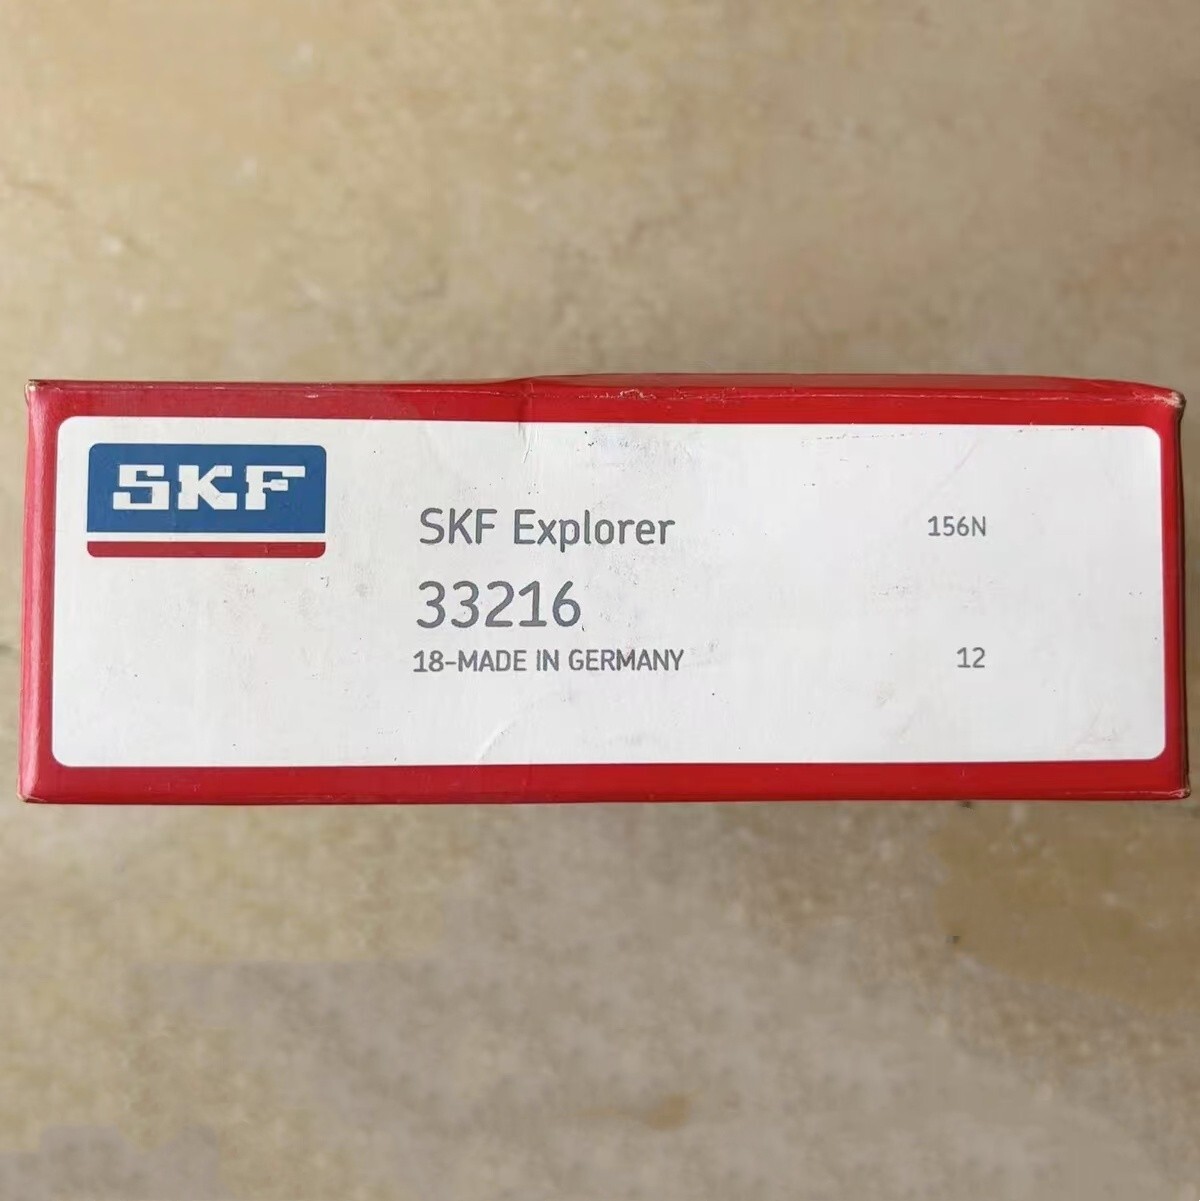 SKF
SKF Explorer 156N
33216
18-MADE IN GERMANY 12